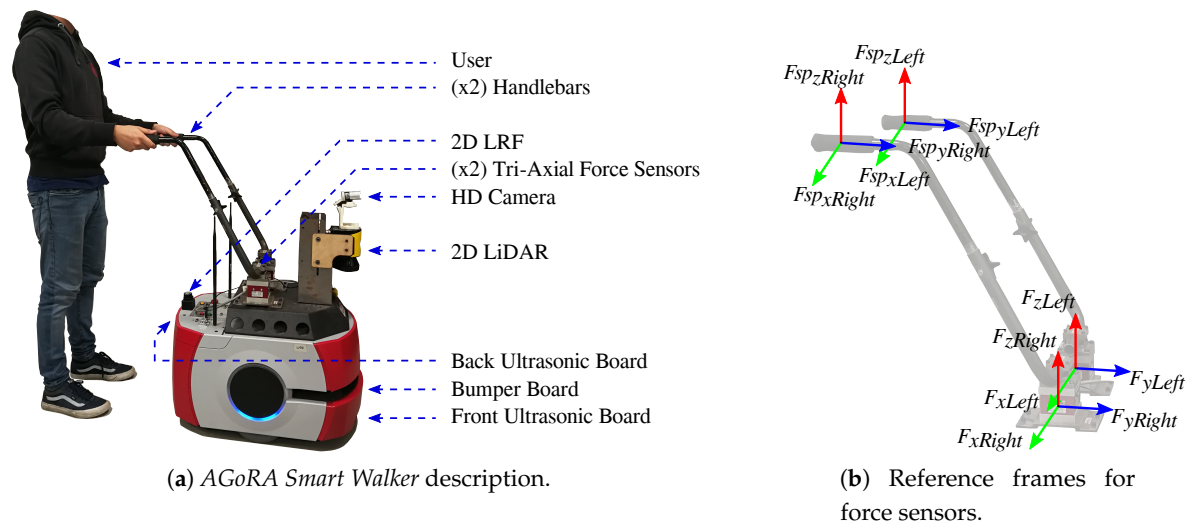 User
(x2) Handlebars
2D LRF
(x2) Tri-Axial Force Sensors
HD Camera
2D LiDAR
Back Ultrasonic Board
Bumper Board
Front Ultrasonic Board
(a) AGoRA Smart Walker description.
FspzLeft
FspzRight
FspyLeft
FspyRight
FspxLeft
FspxRight
FzLeft
FzRight
FyLeft
FxLeft
FyRight
FxRight
(b) Reference frames for
force sensors.